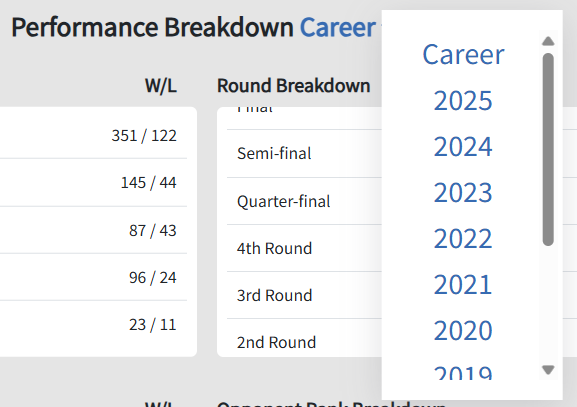 Performance Breakdown Career
W/L
351 / 122
145 / 44
87 / 43
96 / 24
23 / 11
W/L
Round Breakdown
Final
Semi-final
Quarter-final
4th Round
3rd Round
2nd Round
Opponent Rank Breakdown
Career
2025
2024
2023
2022
2021
2020
2019